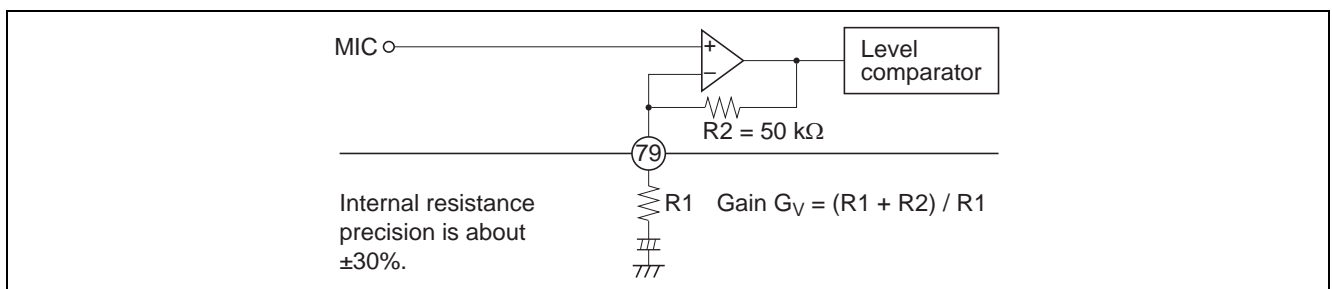 MIC
+
−
Level
comparator
R2 = 50 kΩ
79
R1 Gain GV = (R1 + R2) / R1
Internal resistance
precision is about
±30%.